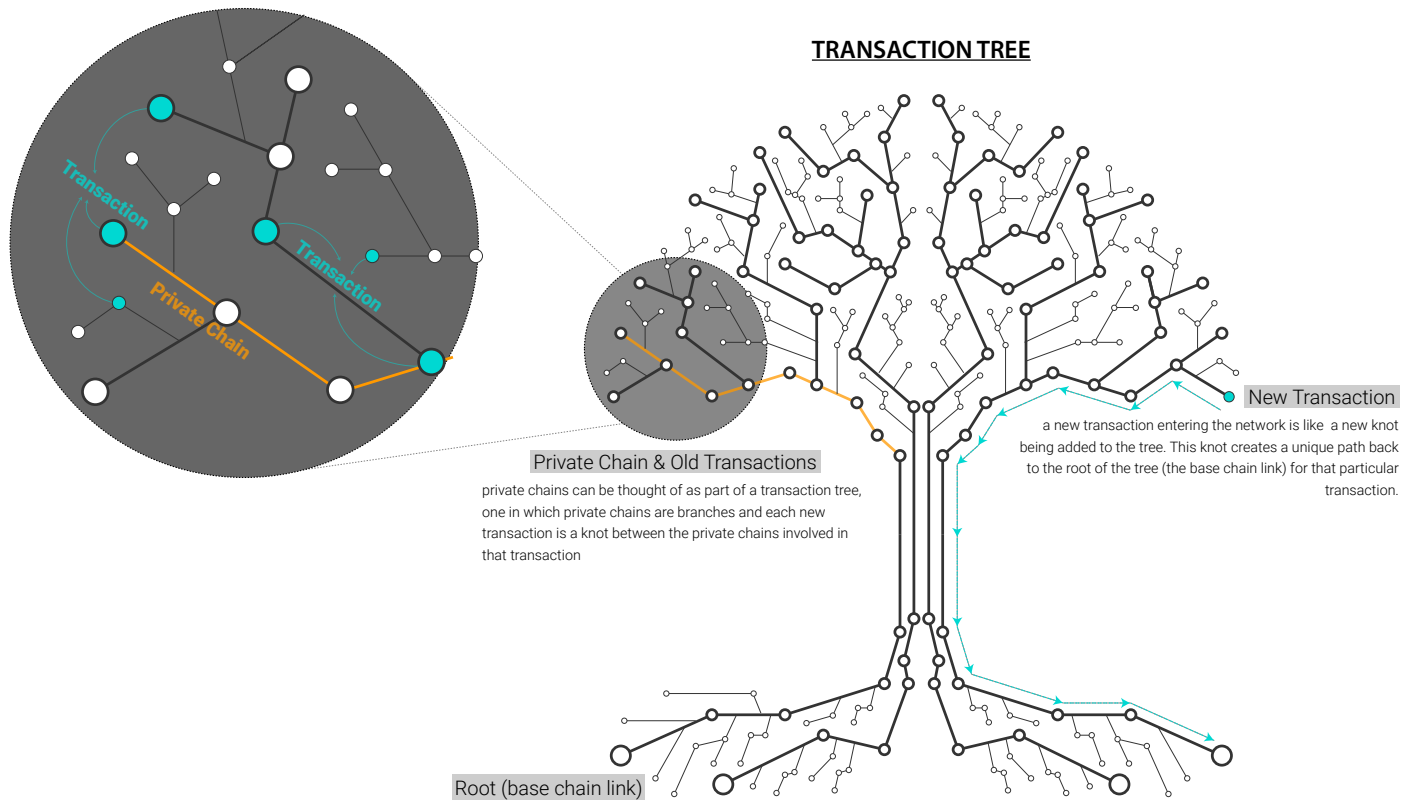 TRANSACTION TREE
Transaction
Transaction
Private Chain
New Transaction
a new transaction entering the network is like a new knot
being added to the tree. This knot creates a unique path back
to the root of the tree (the base chain link) for that particular
transaction.
Private Chain & Old Transactions
private chains can be thought of as part of a transaction tree,
one in which private chains are branches and each new
transaction is a knot between the private chains involved in
that transaction
Root (base chain link)